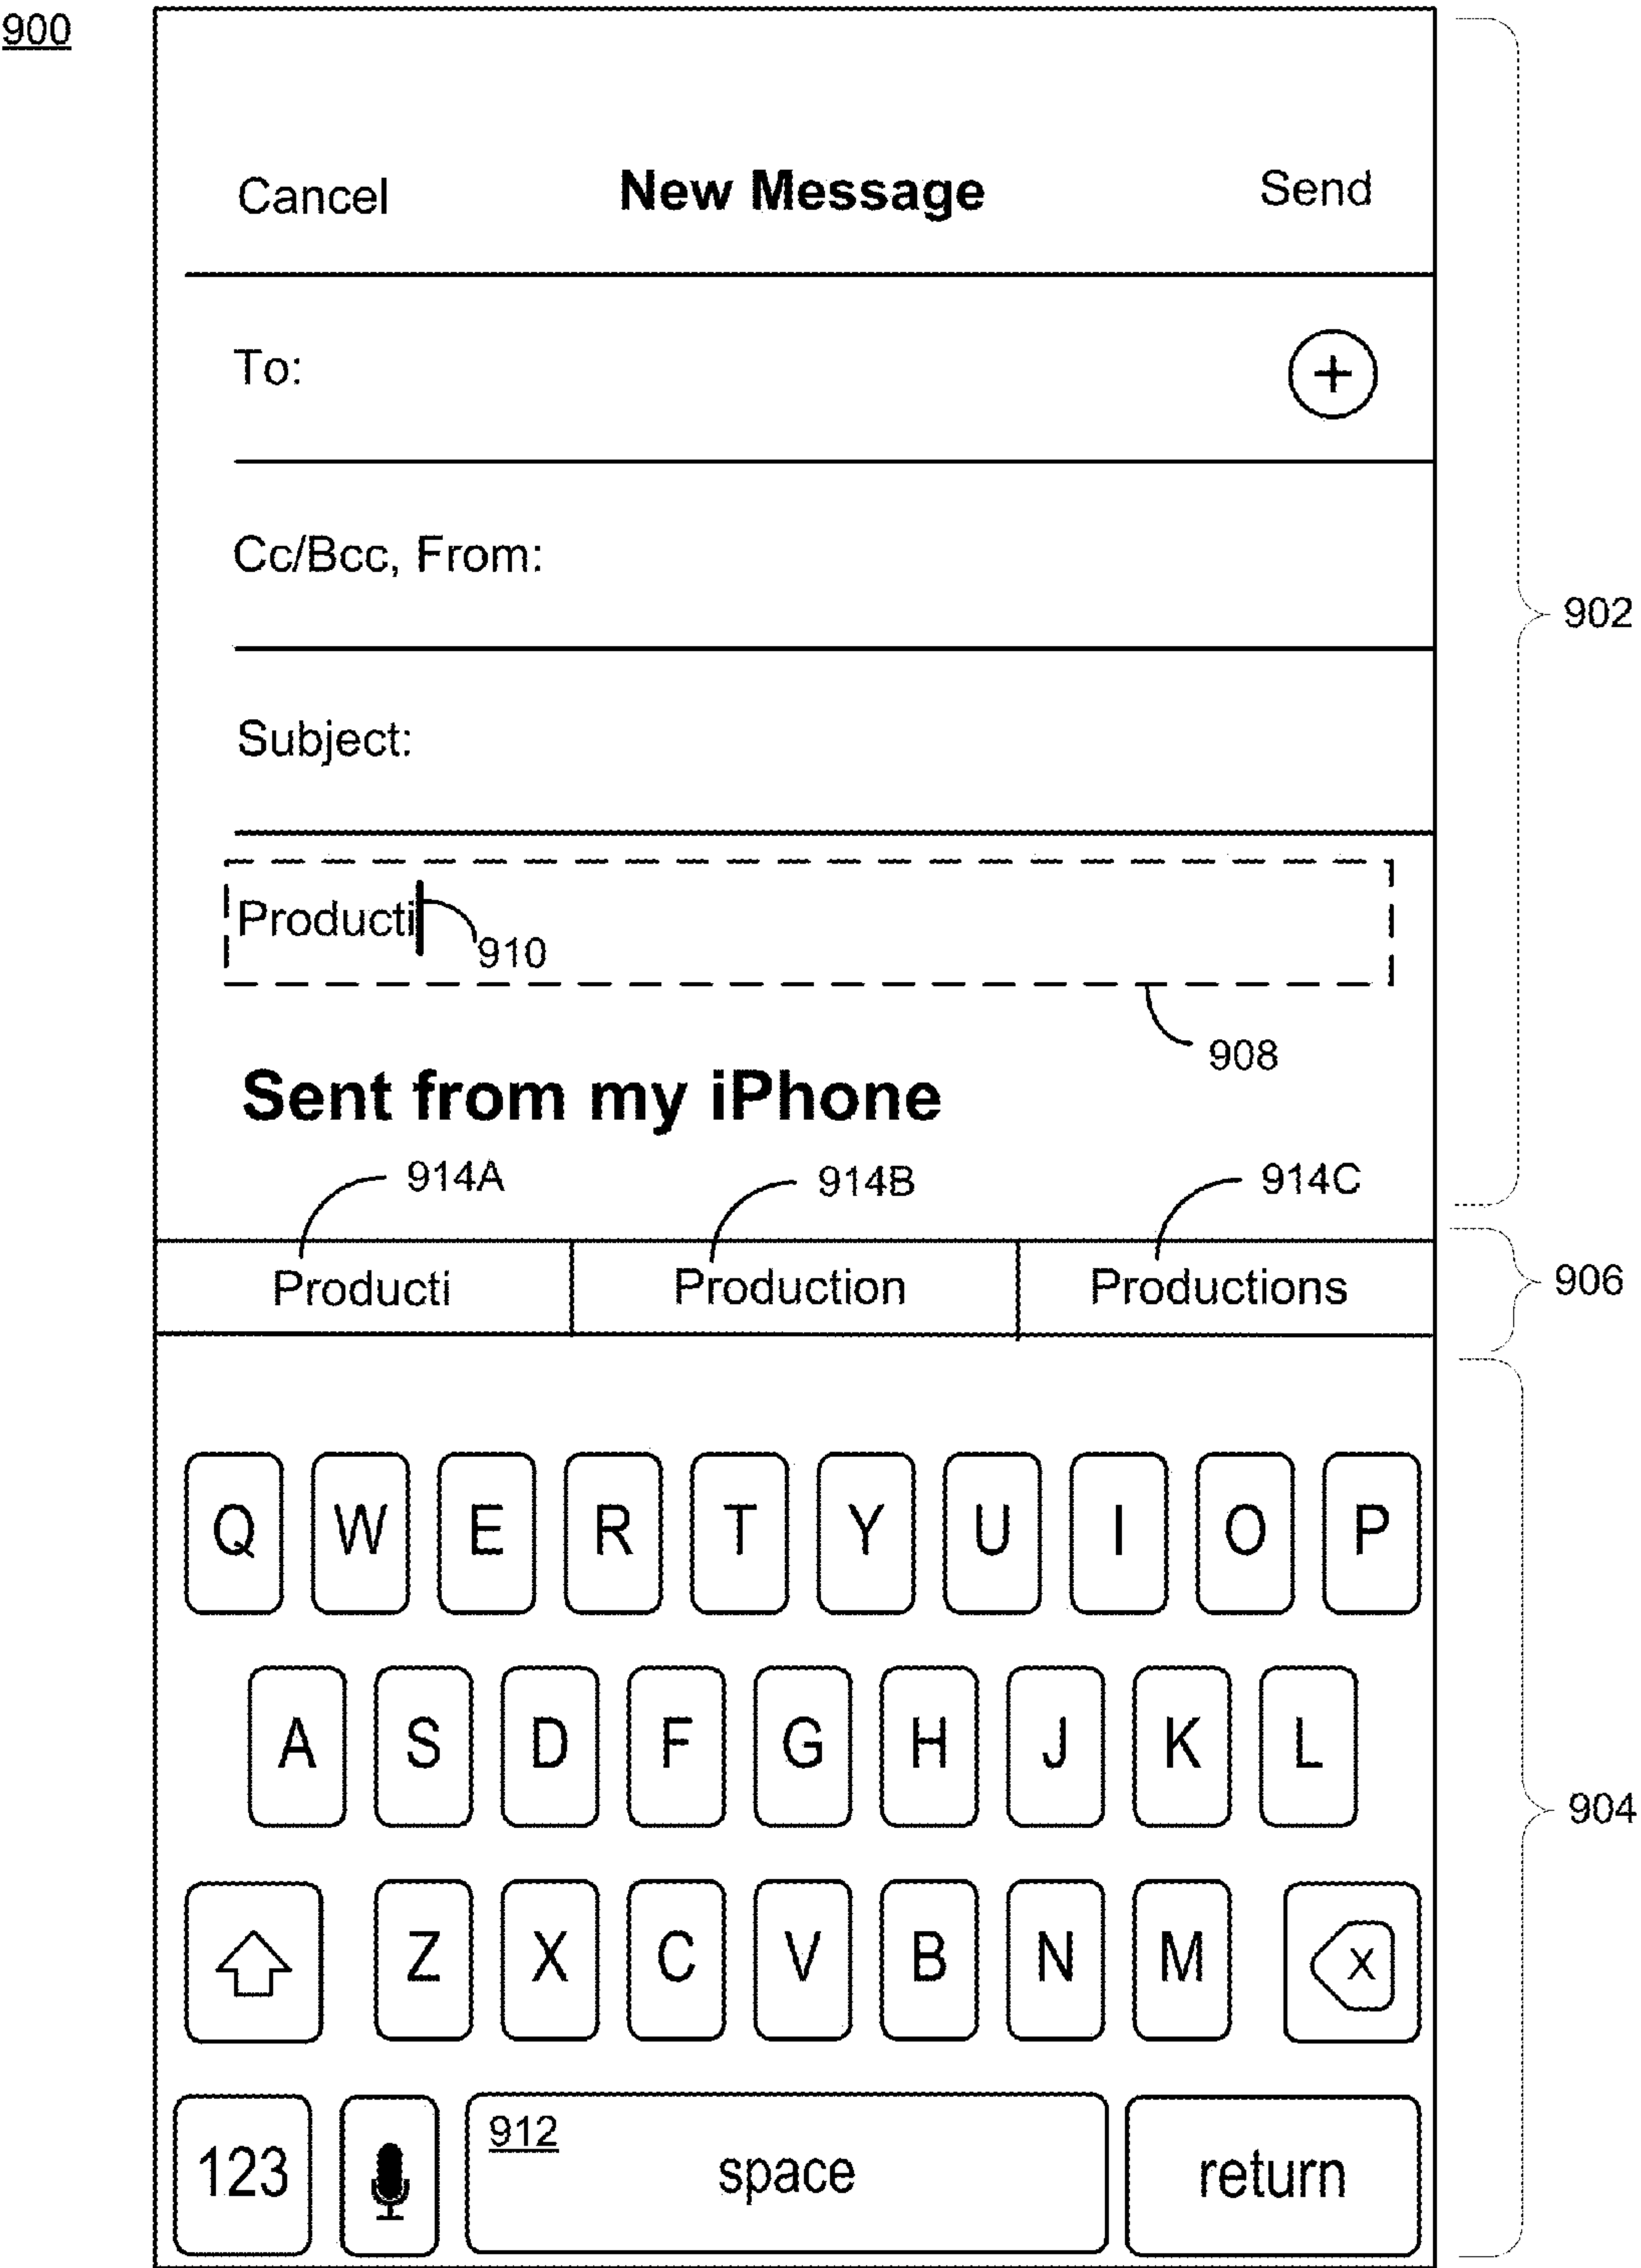 900
Cancel New Message Send
To: +
Cc/Bcc, From:
902
Subject:
Producti
910
908
Sent from my iPhone
914A 914B 914C
Producti Production Productions
906
Q W E R T Y U I O P
A S D F G H J K L
904
Z X C V B N M X
912
123 space return